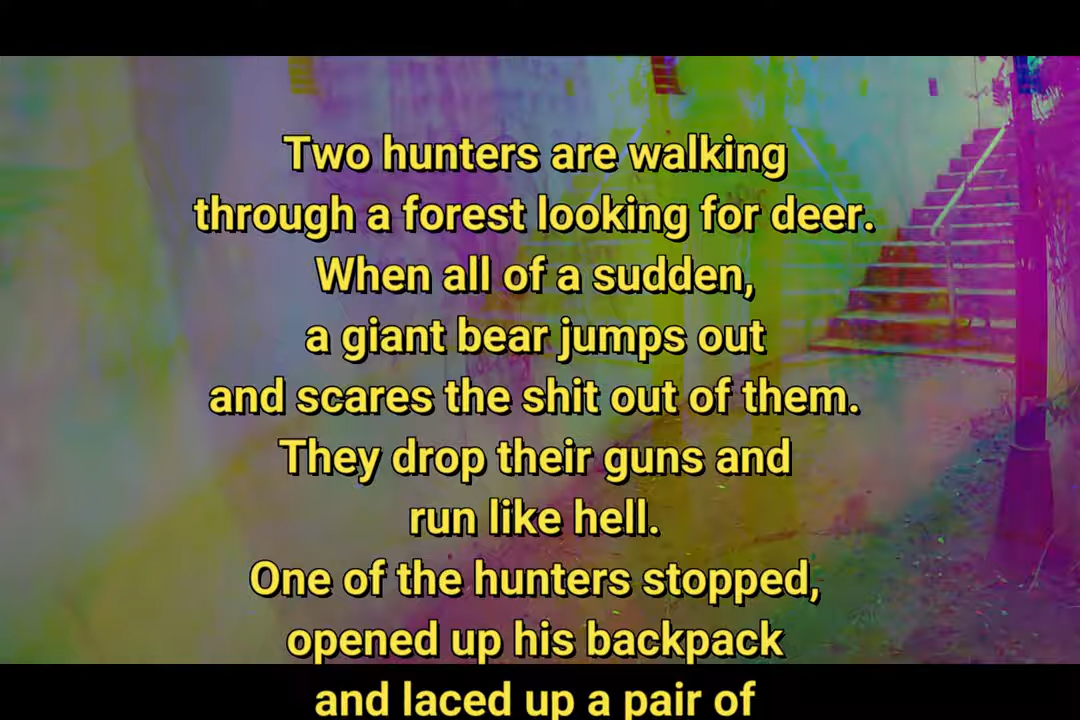 Two hunters are walking
through a forest looking for deer.
When all of a sudden,
a giant bear jumps out
and scares the shit out of them.
They drop their guns and
run like hell.
One of the hunters stopped,
opened up his backpack
and laced up a pair of